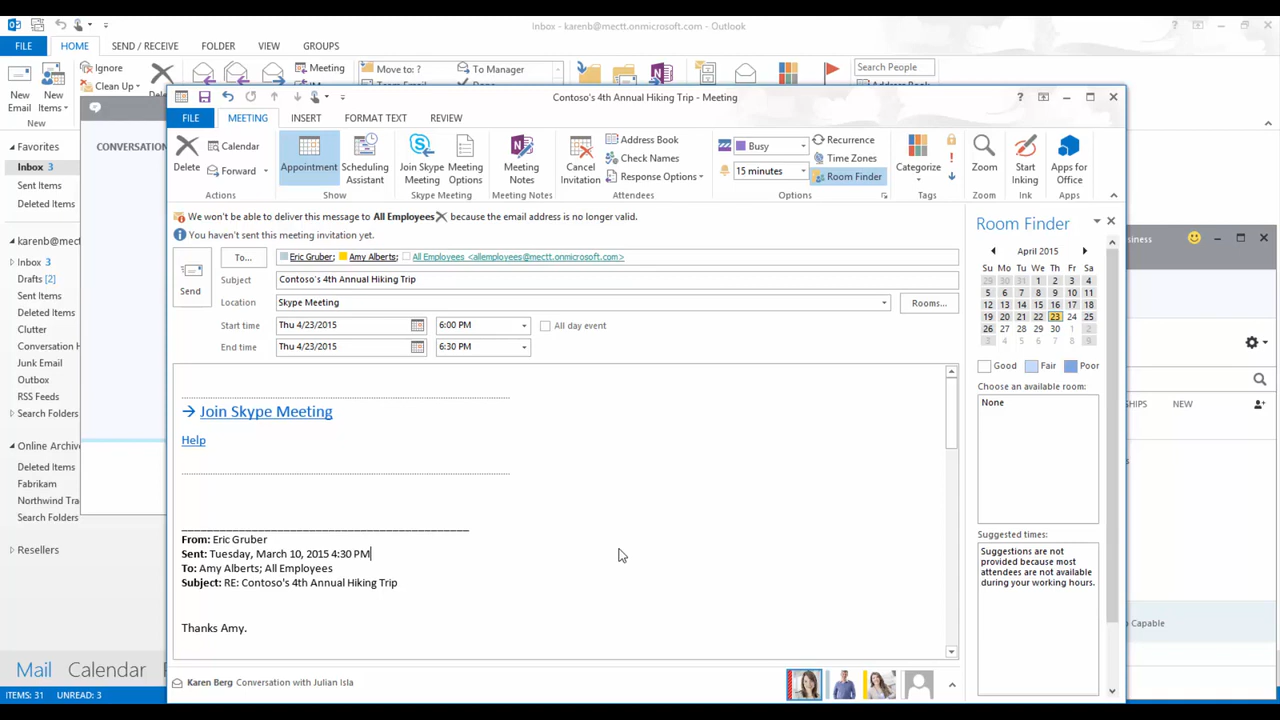 Inbox - karenb@mectt.onmicrosoft.com - Outlook
FILE HOME SEND / RECEIVE FOLDER VIEW GROUPS
New Email
New Items
New
Ignore
Clean Up
Meeting
Move to: ?
To Manager
Search People
Contoso's 4th Annual Hiking Trip - Meeting
FILE MEETING INSERT FORMAT TEXT REVIEW
Delete
Calendar
Forward
Actions
Appointment
Scheduling Assistant
Show
Join Skype Meeting
Meeting Options
Skype Meeting
Meeting Notes
Meeting Notes
Cancel Invitation
Address Book
Check Names
Response Options
Attendees
Busy
15 minutes
Recurrence
Time Zones
Room Finder
Options
Categorize
Tags
Zoom
Zoom
Start Inking
Ink
Apps for Office
Apps
CONVERSATION
Favorites
Inbox 3
Sent Items
Deleted Items
karenb@mectt
Inbox 3
Drafts [2]
Sent Items
Deleted Items
Clutter
Conversation H
Junk Email
Outbox
RSS Feeds
Search Folders
Online Archive
Deleted Items
Fabrikam
Northwind Tra
Search Folders
Resellers
Mail Calendar
ITEMS: 31 UNREAD: 3
We won't be able to deliver this message to All Employees because the email address is no longer valid.
You haven't sent this meeting invitation yet.
Send
To... Eric Gruber; Amy Alberts; All Employees <allemployees@mectt.onmicrosoft.com>
Subject Contoso's 4th Annual Hiking Trip
Location Skype Meeting Rooms...
Start time Thu 4/23/2015 6:00 PM All day event
End time Thu 4/23/2015 6:30 PM
Join Skype Meeting
Help
From: Eric Gruber
Sent: Tuesday, March 10, 2015 4:30 PM
To: Amy Alberts; All Employees
Subject: RE: Contoso's 4th Annual Hiking Trip
Thanks Amy.
Karen Berg Conversation with Julian Isla
Room Finder
April 2015
Su Mo Tu We Th Fr Sa
29 30 31 1 2 3 4
5 6 7 8 9 10 11
12 13 14 15 16 17 18
19 20 21 22 23 24 25
26 27 28 29 30 1 2
3 4 5 6 7 8 9
Good Fair Poor
Choose an available room:
None
Suggested times:
Suggestions are not
provided because most
attendees are not available
during your working hours.
siness
SHIPS NEW
Capable